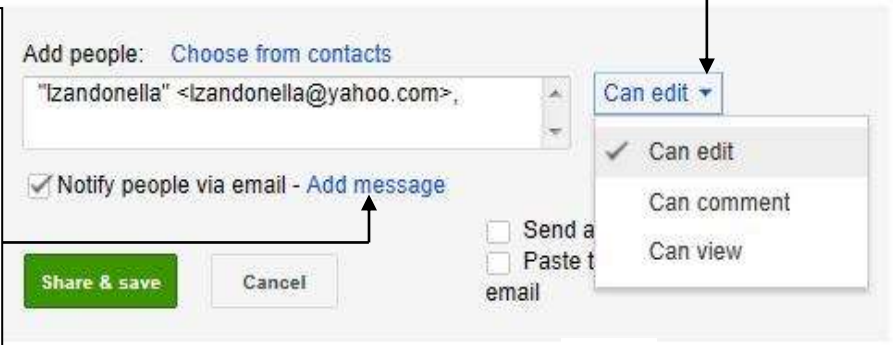 Add people: Choose from contacts
"lzandonella" <lzandonella@yahoo.com>,
Can edit
Can edit
Can comment
Can view
Notify people via email - Add message
Send a
Paste t
email
Share & save
Cancel